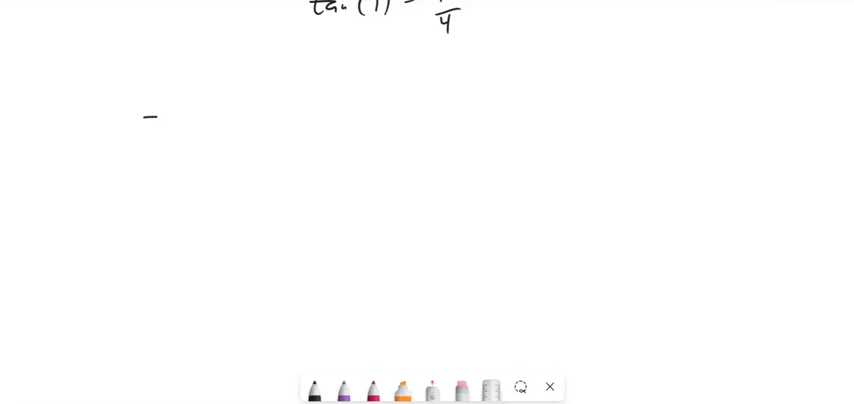 tan (1) = π/4
–